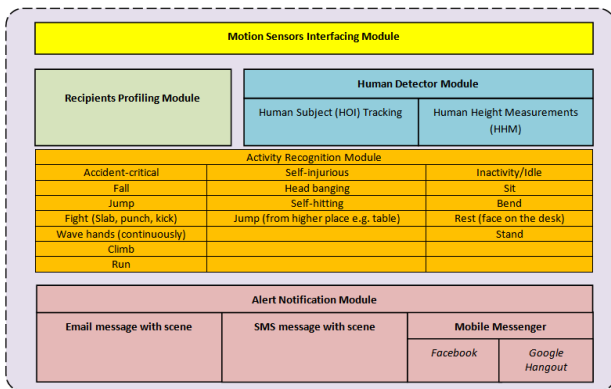 Motion Sensors Interfacing Module
Recipients Profiling Module
Human Detector Module
Human Subject (HOI) Tracking
Human Height Measurements
(HHM)
Activity Recognition Module
Accident-critical Self-injurious Inactivity/Idle
Fall Head banging Sit
Jump Self-hitting Bend
Fight (Slab, punch, kick) Jump (from higher place e.g. table) Rest (face on the desk)
Wave hands (continuously) Stand
Climb
Run
Alert Notification Module
Email message with scene SMS message with scene Mobile Messenger
Facebook Google
Hangout